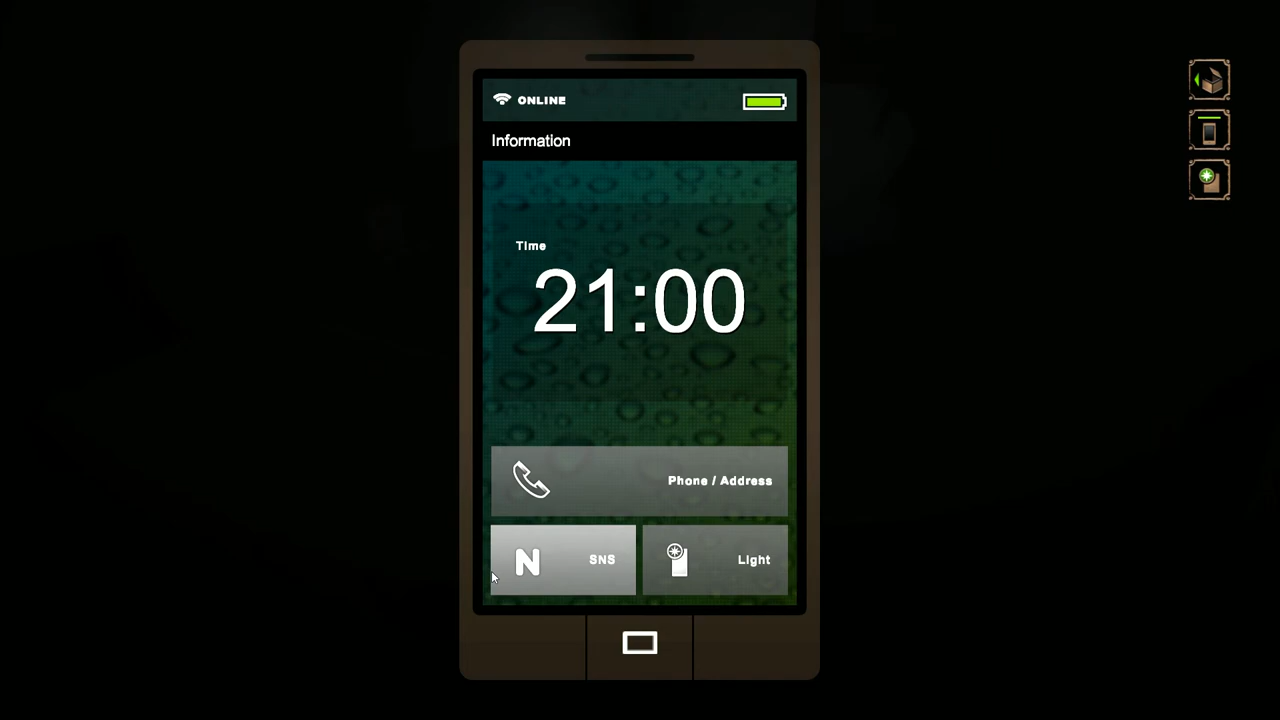 ONLINE
Information
Time
21:00
Phone / Address
N SNS
Light